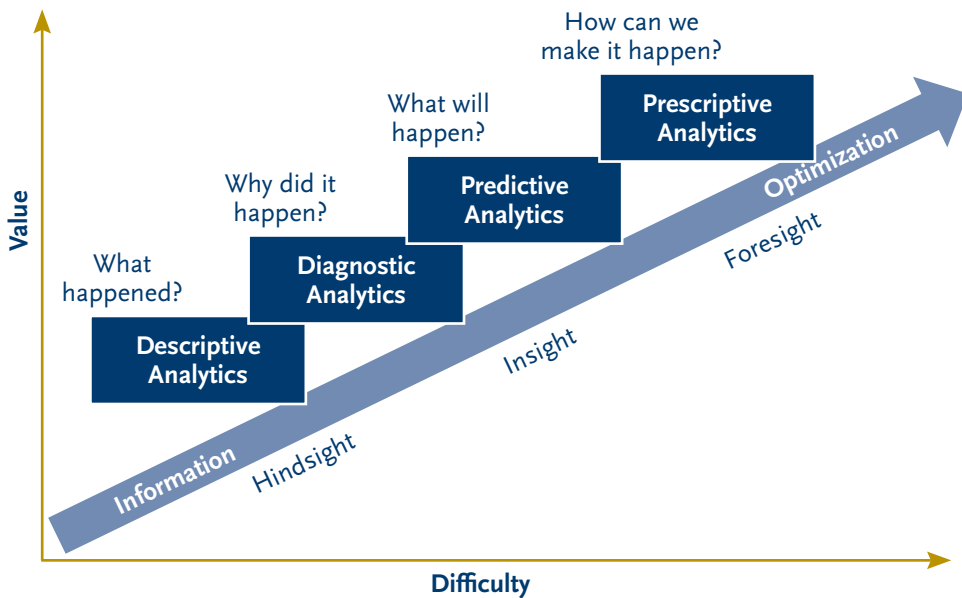 How can we
make it happen?
Prescriptive
Analytics
What will
happen?
Predictive
Analytics
Why did it
happen?
Diagnostic
Analytics
What
happened?
Descriptive
Analytics
Information
Optimization
Hindsight
Insight
Foresight
Value
Difficulty